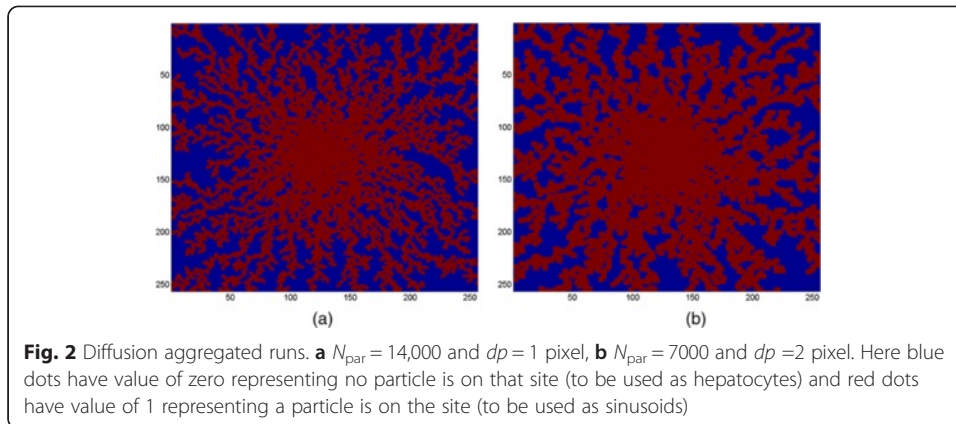 50
100
150
200
250
50 100 150 200 250
(a)
50
100
150
200
250
50 100 150 200 250
(b)
Fig. 2 Diffusion aggregated runs. a Npar = 14,000 and dp = 1 pixel, b Npar = 7000 and dp =2 pixel. Here blue
dots have value of zero representing no particle is on that site (to be used as hepatocytes) and red dots
have value of 1 representing a particle is on the site (to be used as sinusoids)